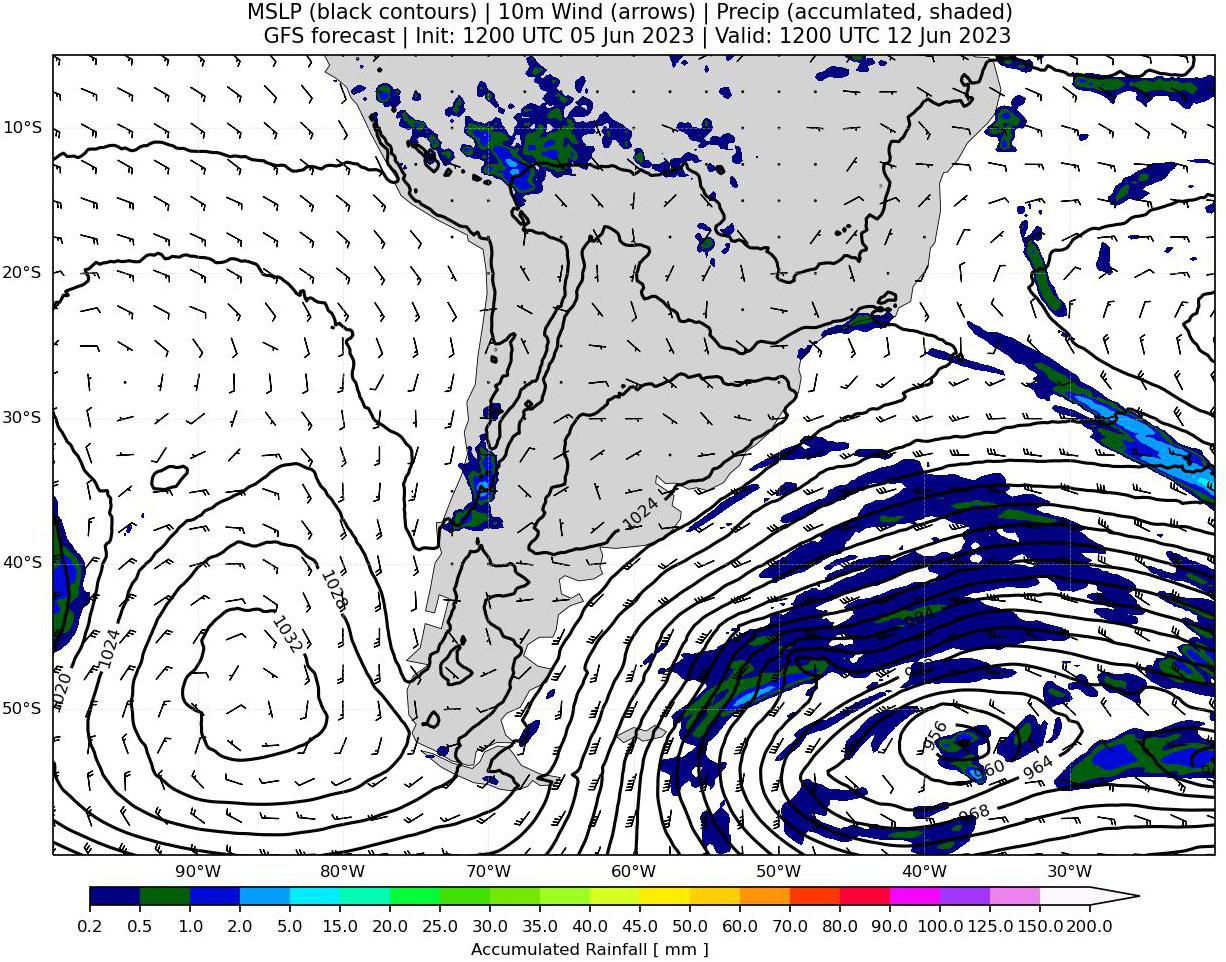 MSLP (black contours) | 10m Wind (arrows) | Precip (accumlated, shaded)
GFS forecast | Init: 1200 UTC 05 Jun 2023 | Valid: 1200 UTC 12 Jun 2023
10°S
20°S
30°S
1024
40°S
984
1028
1032
1024
988
1020
50°S
956
960
964
968
90°W 80°W 70°W 60°W 50°W 40°W 30°W
0.2 0.5 1.0 2.0 5.0 10.0 15.0 20.0 25.0 30.0 35.0 40.0 45.0 50.0 60.0 70.0 80.0 90.0 100.0 125.0 150.0 200.0
Accumulated Rainfall [ mm ]